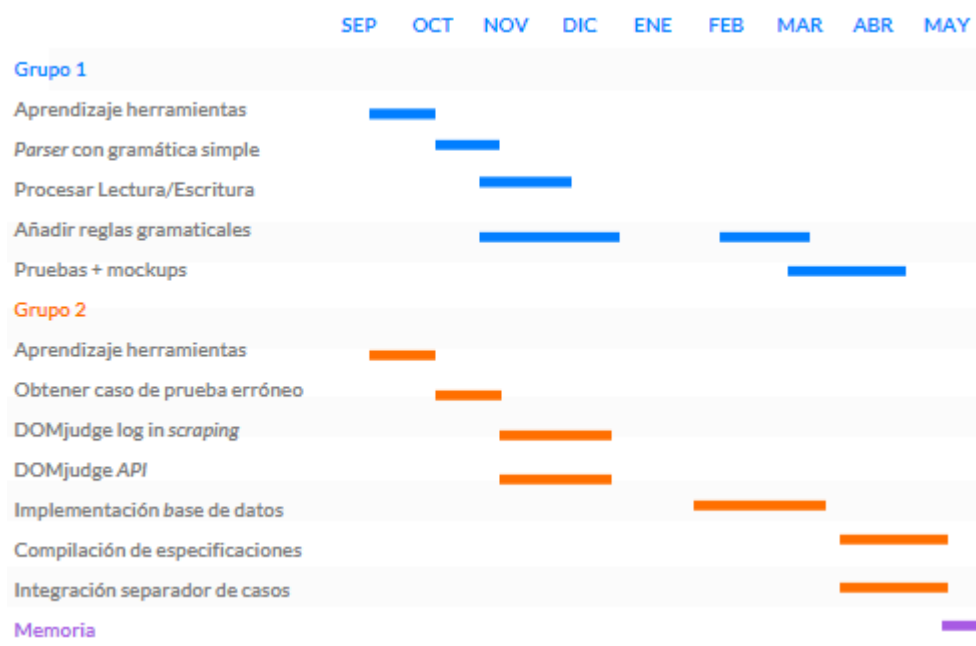 SEP OCT NOV DIC ENE FEB MAR ABR MAY
Grupo 1
Aprendizaje herramientas
Parser con gramática simple
Procesar Lectura/Escritura
Añadir reglas gramaticales
Pruebas + mockups
Grupo 2
Aprendizaje herramientas
Obtener caso de prueba erróneo
DOMjudge log in scraping
DOMjudge API
Implementación base de datos
Compilación de especificaciones
Integración separador de casos
Memoria